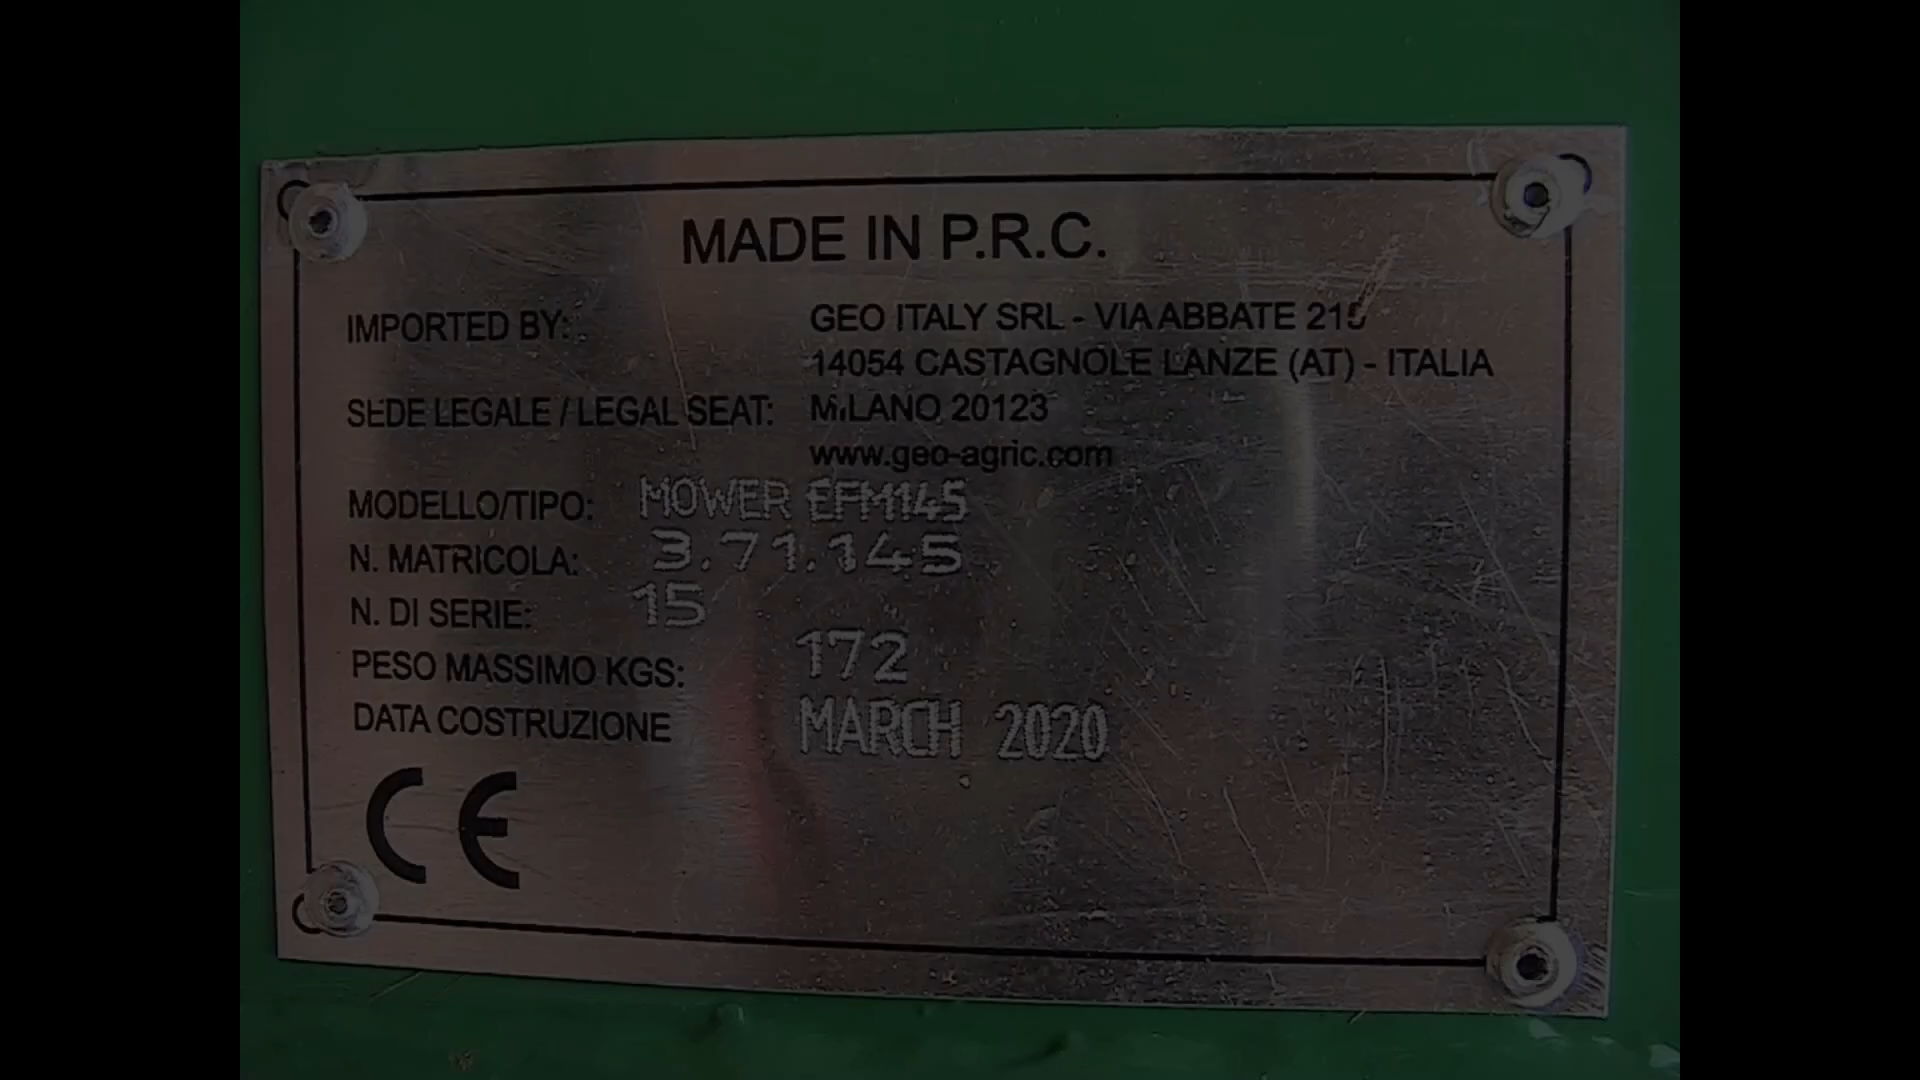 MADE IN P.R.C.
IMPORTED BY: GEO ITALY SRL - VIA ABBATE
14054 CASTAGNOLE LANZE (AT) - ITALIA
SEDE LEGALE / LEGAL SEAT: MILANO 20123
www.geo-agric.com
MODELLO/TIPO: MOWER EFM145
N. MATRICOLA: 3.71.145
N. DI SERIE: 15
PESO MASSIMO KGS: 172
DATA COSTRUZIONE MARCH 2020
CE